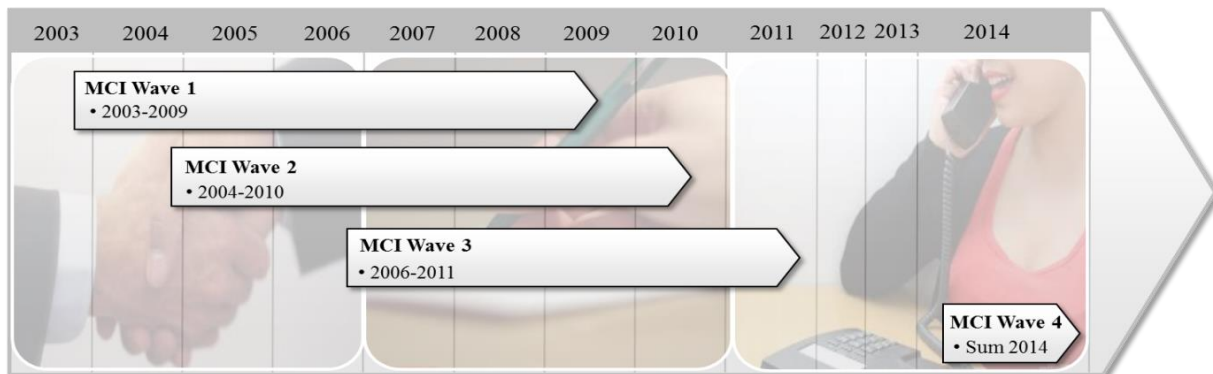 2003 2004 2005 2006 2007 2008 2009 2010 2011 2012 2013 2014
MCI Wave 1
• 2003-2009
MCI Wave 2
• 2004-2010
MCI Wave 3
• 2006-2011
MCI Wave 4
• Sum 2014